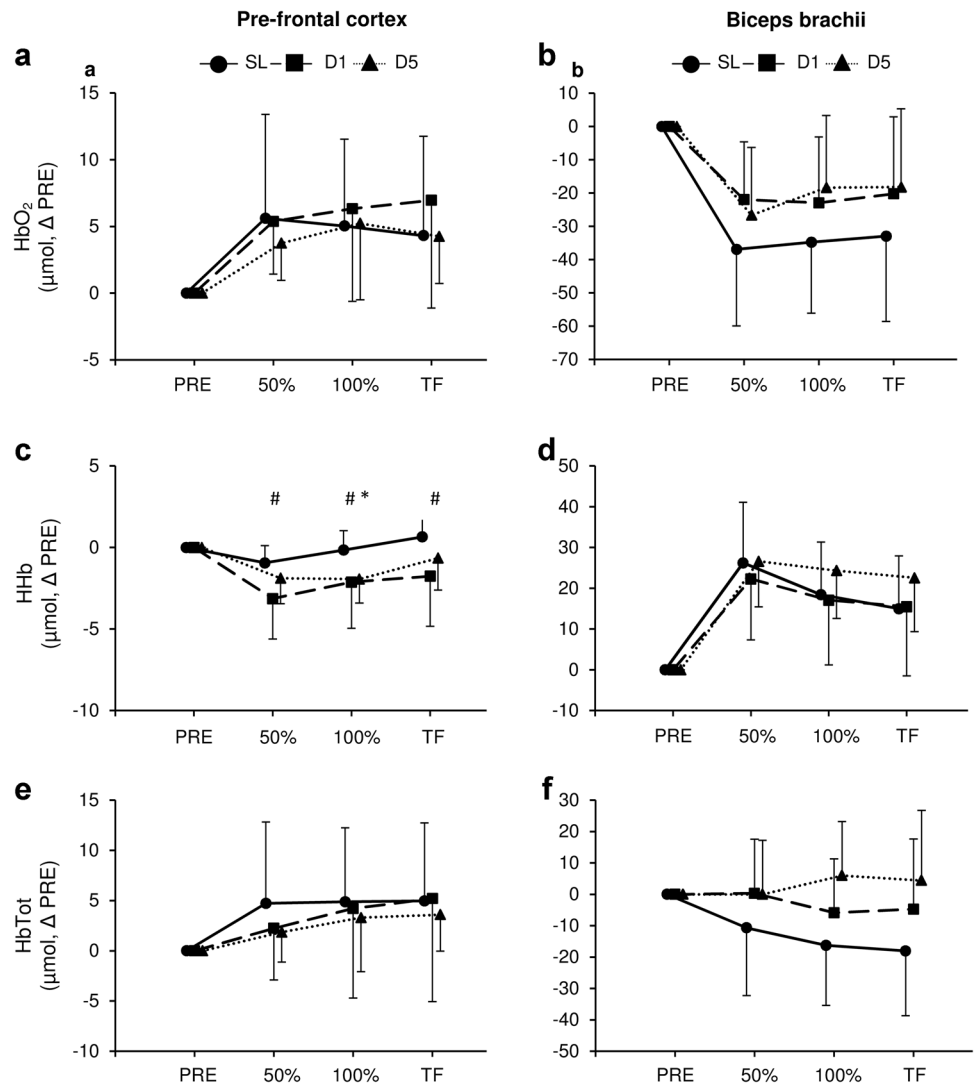 Pre-frontal cortex
Biceps brachii
a
b
SL D1 D5
SL D1 D5
a
b
15
10
5
0
-5
HbO2
(μmol, Δ PRE)
PRE 50% 100% TF
10
0
-10
-20
-30
-40
-50
-60
-70
PRE 50% 100% TF
c
d
5
0
-5
-10
HHb
(μmol, Δ PRE)
# # * #
PRE 50% 100% TF
50
40
30
20
10
0
-10
PRE 50% 100% TF
e
f
15
10
5
0
-5
-10
HbTot
(μmol, Δ PRE)
PRE 50% 100% TF
30
20
10
0
-10
-20
-30
-40
-50
PRE 50% 100% TF